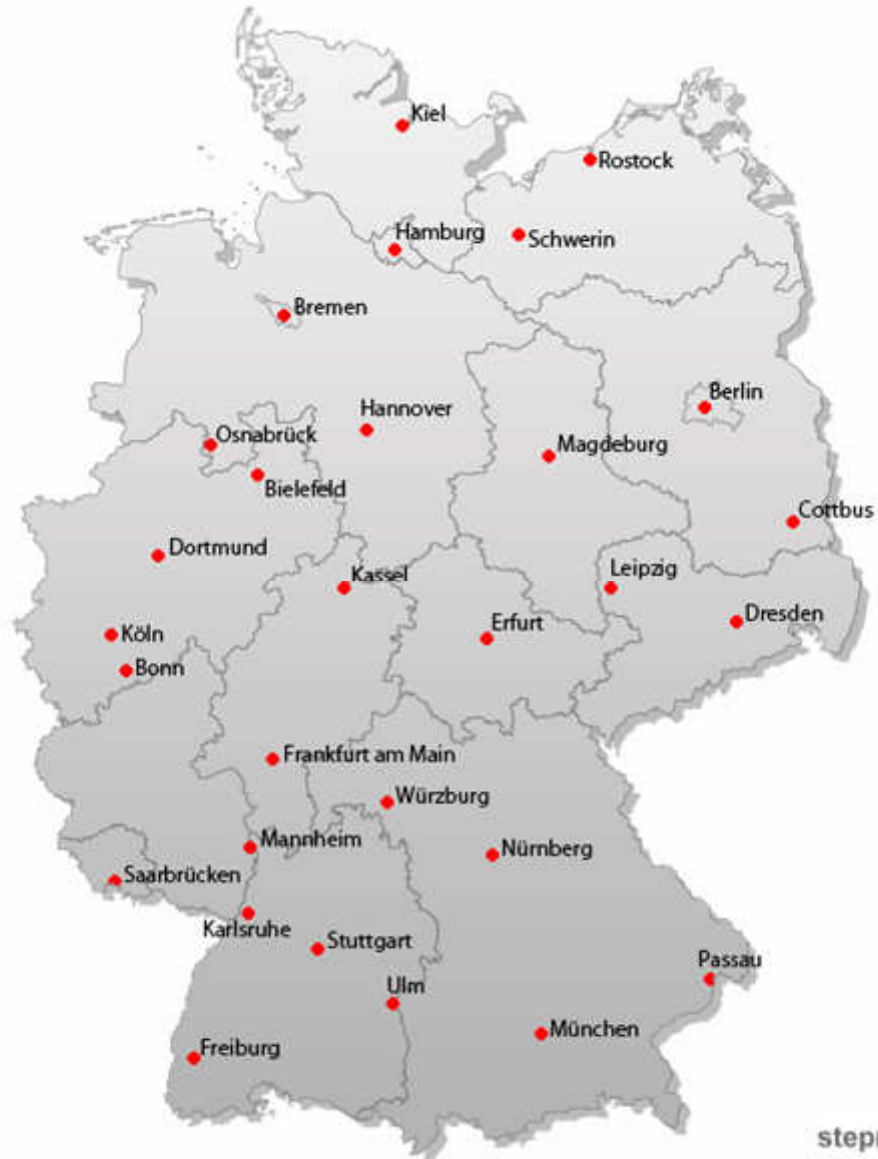 Kiel
Rostock
Hamburg
Schwerin
Bremen
Berlin
Hannover
Osnabrück
Magdeburg
Bielefeld
Cottbus
Dortmund
Kassel
Leipzig
Dresden
Erfurt
Köln
Bonn
Frankfurt am Main
Würzburg
Mannheim
Nürnberg
Saarbrücken
Karlsruhe
Stuttgart
Passau
Ulm
München
Freiburg